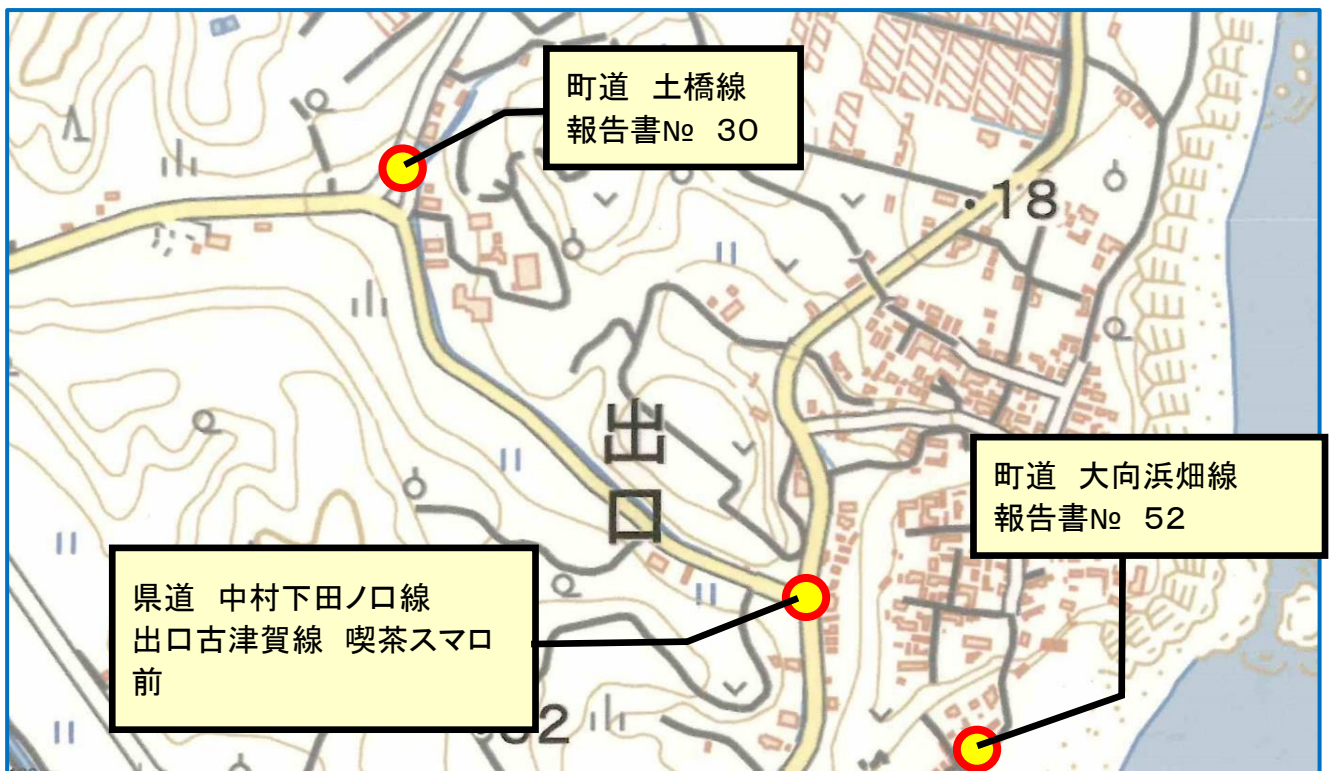 町道　土橋線
報告書№　30
・18
出口
町道　大向浜畑線
報告書№　52
県道　中村下田ノ口線
出口古津賀線　喫茶スマロ
前